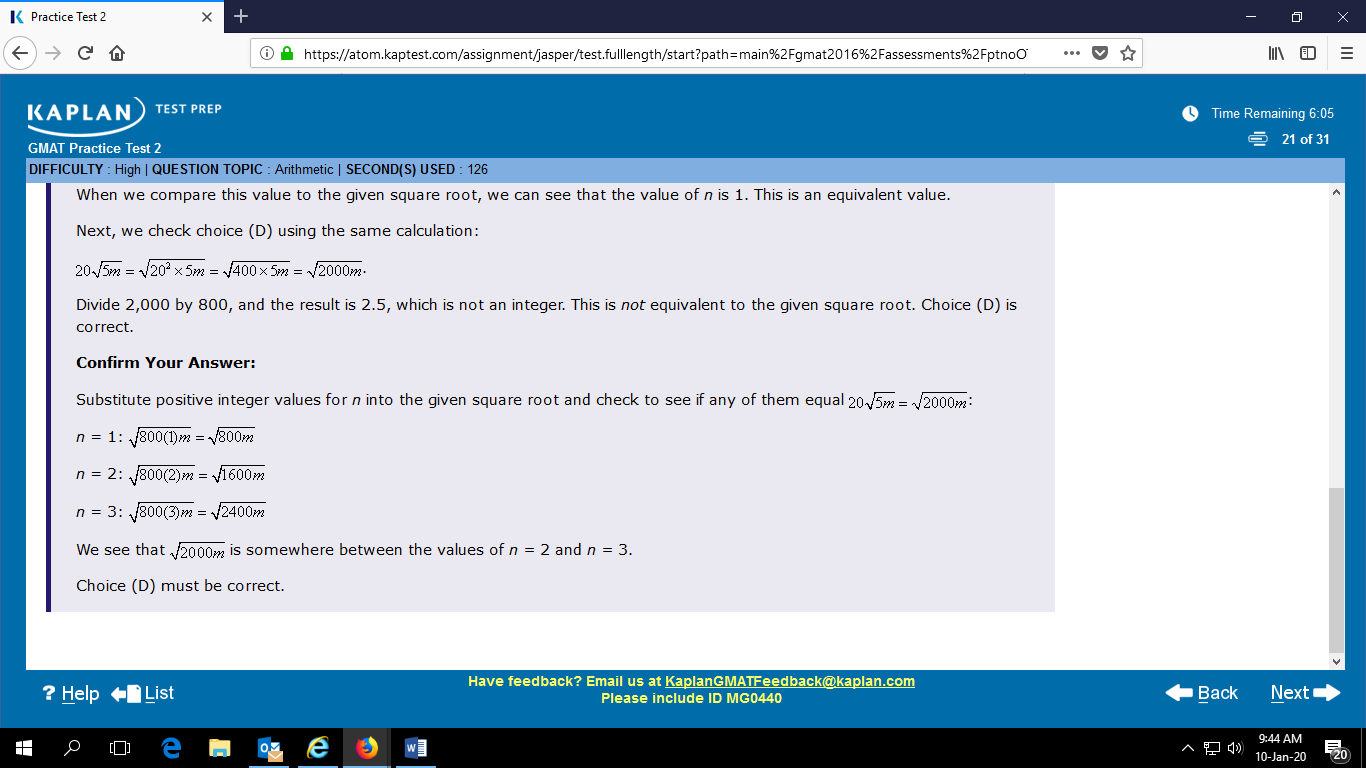 Practice Test 2
https://atom.kaptest.com/assignment/jasper/test.fulllength/start?path=main%2Fgmat2016%2Fassessments%2FptnoO
KAPLAN TEST PREP
Time Remaining 6:05
GMAT Practice Test 2
21 of 31
DIFFICULTY : High | QUESTION TOPIC : Arithmetic | SECOND(S) USED : 126
When we compare this value to the given square root, we can see that the value of n is 1. This is an equivalent value.
Next, we check choice (D) using the same calculation:
20√5m = √20² × 5m = √400 × 5m = √2000m.
Divide 2,000 by 800, and the result is 2.5, which is not an integer. This is not equivalent to the given square root. Choice (D) is
correct.
Confirm Your Answer:
Substitute positive integer values for n into the given square root and check to see if any of them equal 20√5m = √2000m:
n = 1: √800(1)m = √800m
n = 2: √800(2)m = √1600m
n = 3: √800(3)m = √2400m
We see that √2000m is somewhere between the values of n = 2 and n = 3.
Choice (D) must be correct.
? Help List
Have feedback? Email us at KaplanGMATFeedback@kaplan.com
Please include ID MG0440
Back Next
9:44 AM
10-Jan-20
20